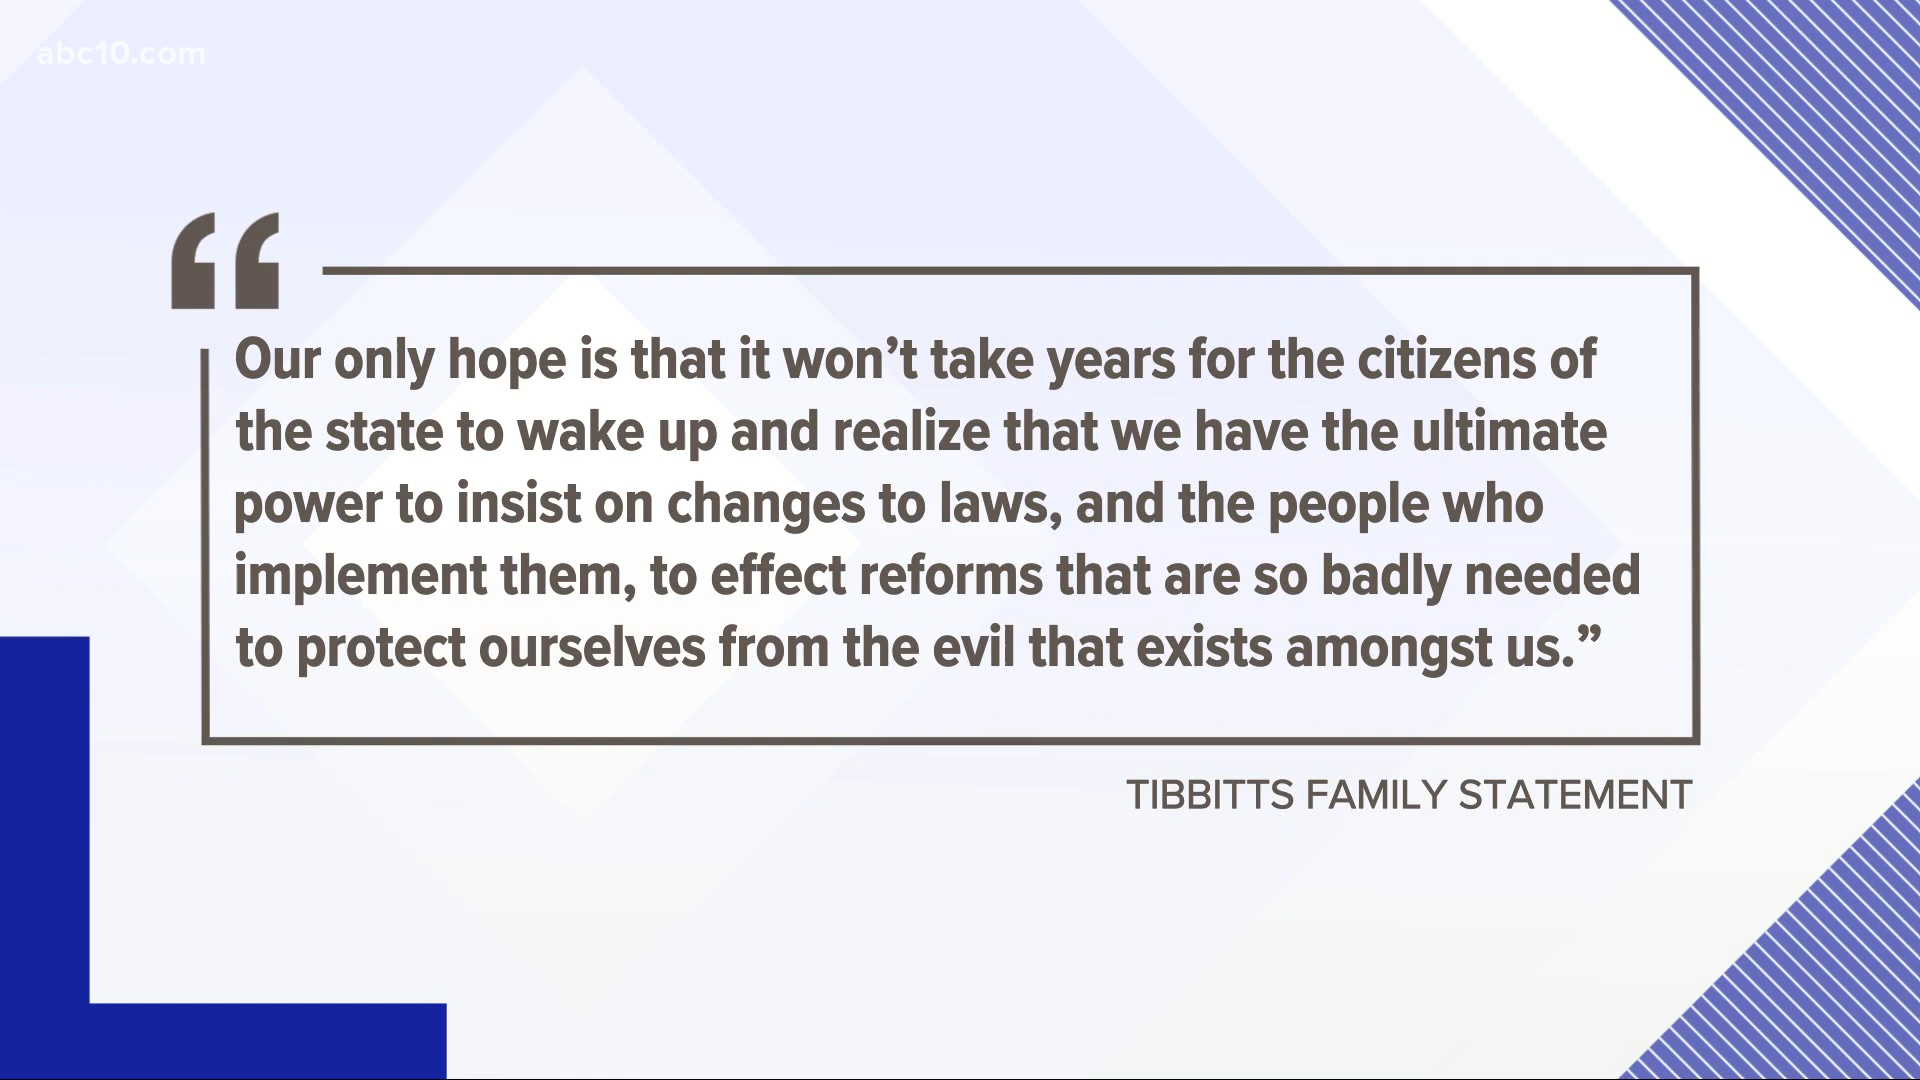 abc10.com
“
Our only hope is that it won’t take years for the citizens of
the state to wake up and realize that we have the ultimate
power to insist on changes to laws, and the people who
implement them, to effect reforms that are so badly needed
to protect ourselves from the evil that exists amongst us.”
TIBBITTS FAMILY STATEMENT